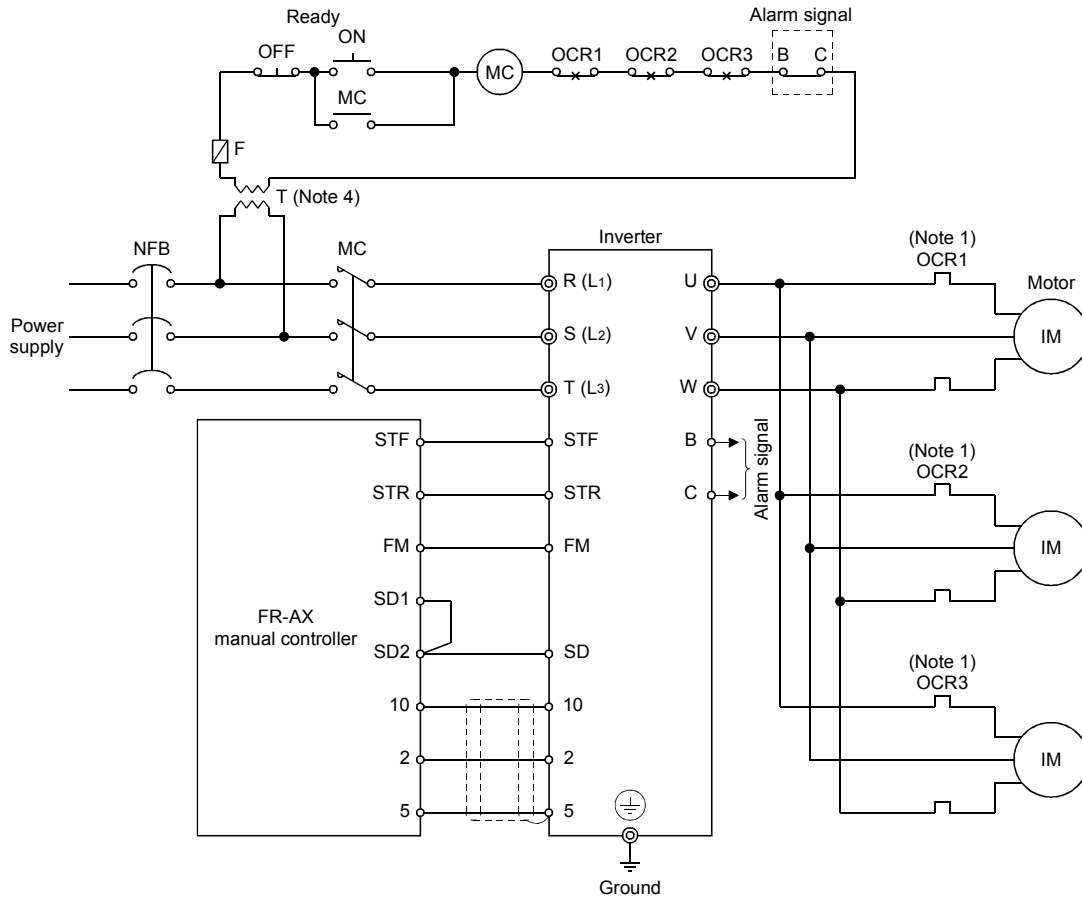 Ready
Alarm signal
OFF
ON
OCR1
OCR2
OCR3
B
C
MC
MC
F
T (Note 4)
NFB
MC
Inverter
(Note 1)
OCR1
Motor
R (L1)
U
Power
supply
S (L2)
V
IM
T (L3)
W
STF
STF
B
Alarm signal
STR
STR
C
(Note 1)
OCR2
FM
FM
IM
SD1
FR-AX
manual controller
SD2
SD
(Note 1)
OCR3
10
10
2
2
IM
5
5
Ground